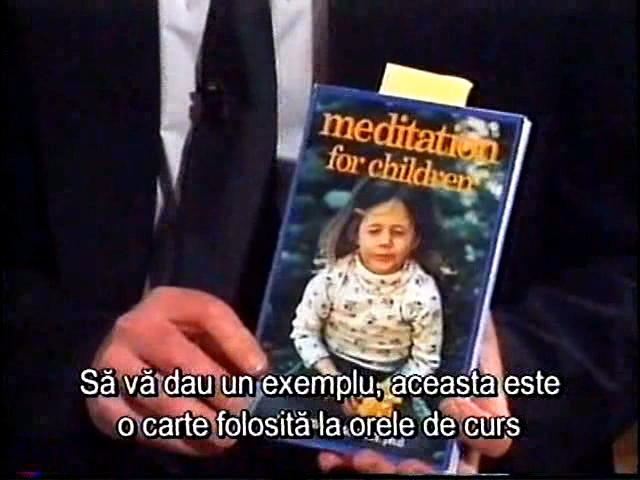 meditation
for children
Să vă dau un exemplu, aceasta este
o carte folosită la orele de curs